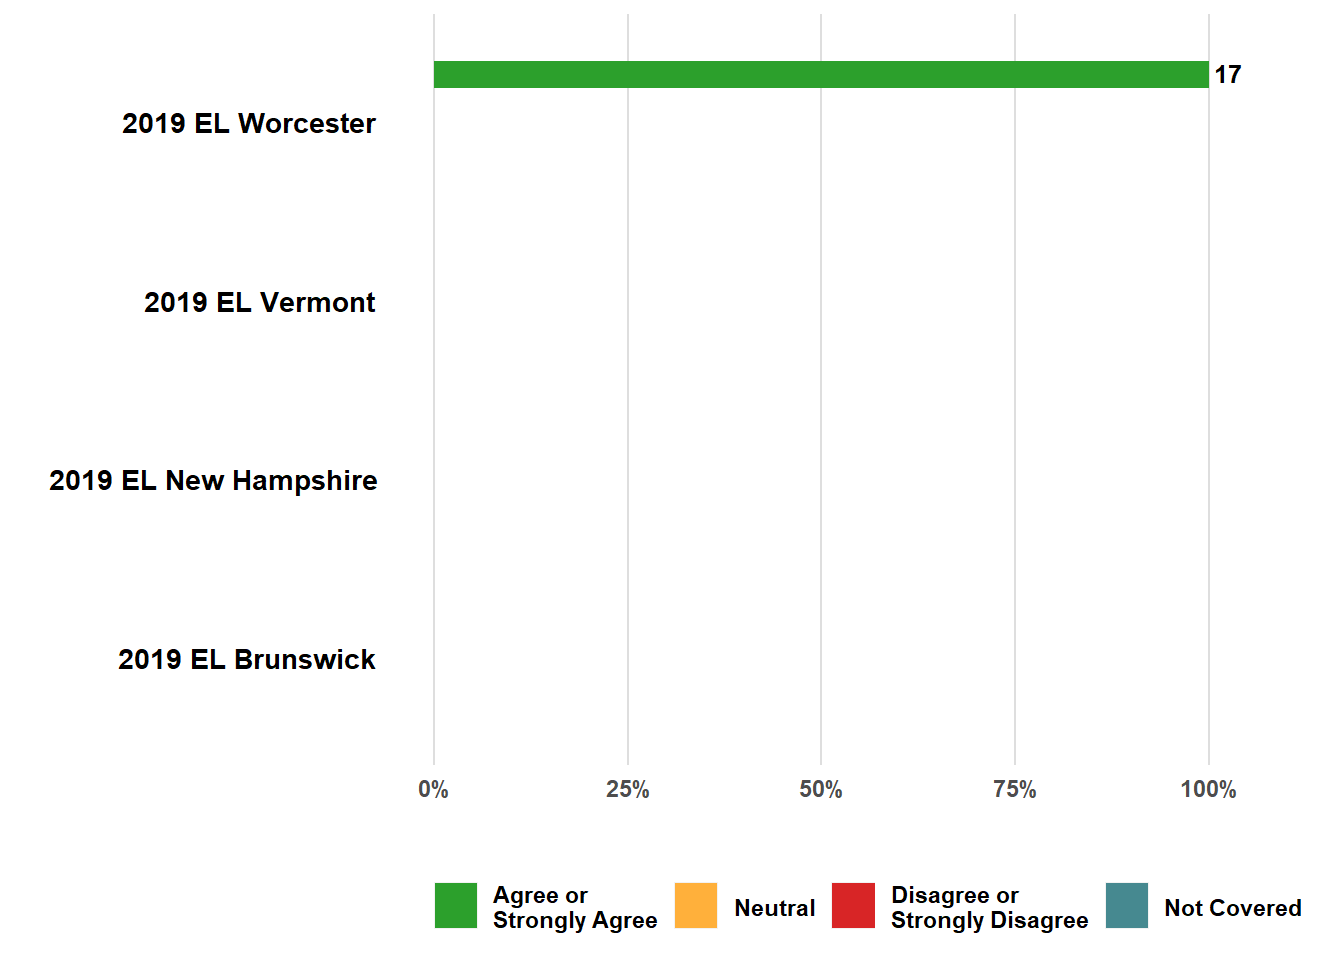 17
2019 EL Worcester
2019 EL Vermont
2019 EL New Hampshire
2019 EL Brunswick
0% 25% 50% 75% 100%
Agree or
Strongly Agree
Neutral
Disagree or
Strongly Disagree
Not Covered